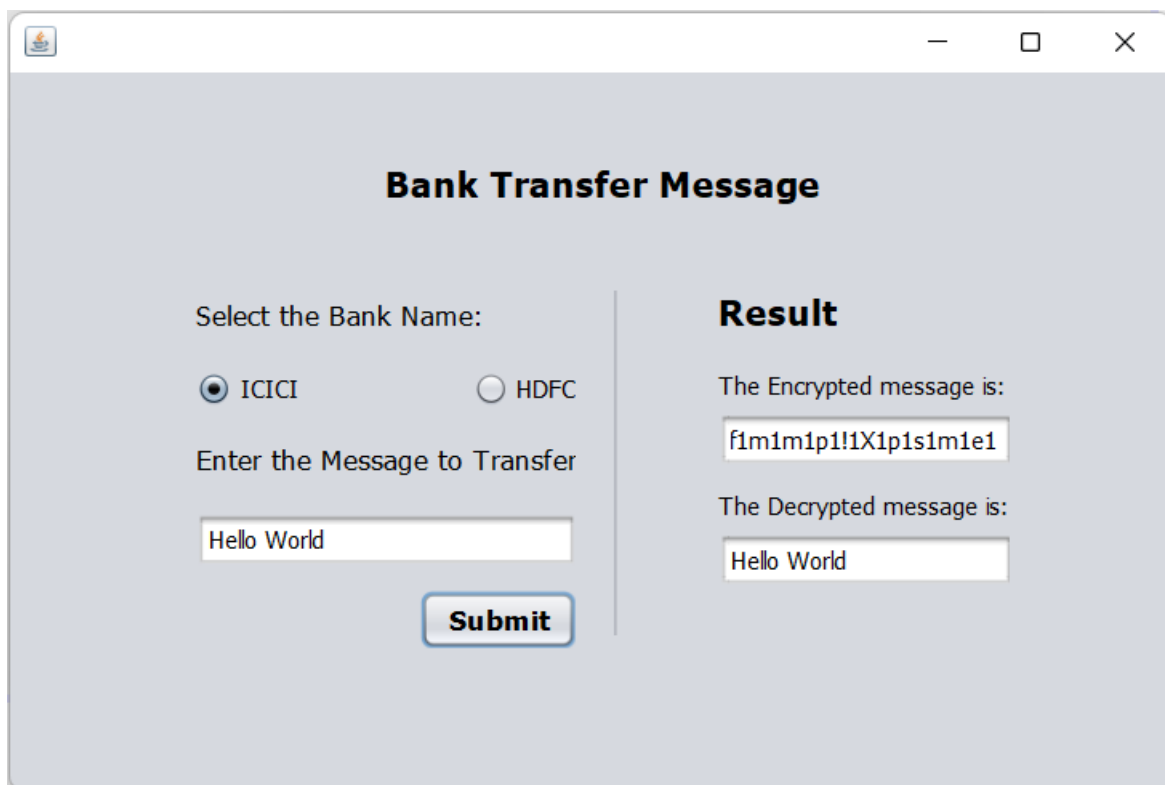 Bank Transfer Message
Select the Bank Name:
ICICI
HDFC
Enter the Message to Transfer
Hello World
Submit
Result
The Encrypted message is:
f1m1m1p1!1X1p1s1m1e1
The Decrypted message is:
Hello World